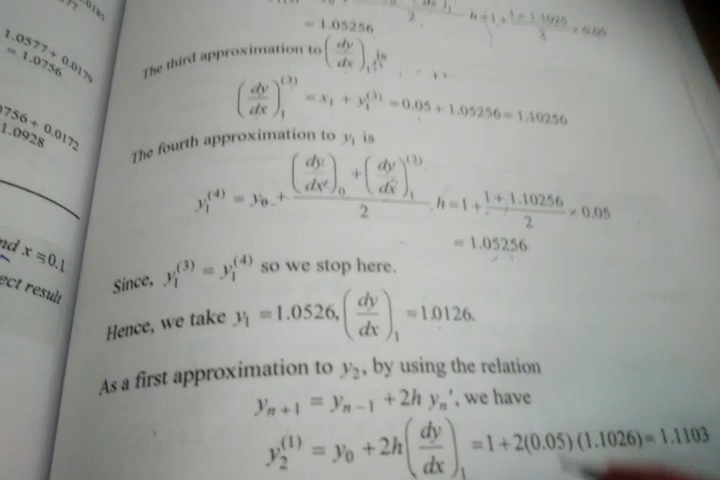 1.0577 + 0.0179
= 1.0756
0756 + 0.0172
1.0928
nd x = 0.1
ect result
= 1.05256
The third approximation to (dy/dx)₁ is
(dy/dx)₁⁽³⁾ = x₁ + y₁⁽³⁾ = 0.05 + 1.05256 = 1.10256
The fourth approximation to y₁ is
y₁⁽⁴⁾ = y₀ + ((dy/dx)₀ + (dy/dx)₁⁽³⁾)/2 . h = 1 + (1 + 1.10256)/2 × 0.05
= 1.05256
Since, y₁⁽³⁾ = y₁⁽⁴⁾ so we stop here.
Hence, we take y₁ = 1.0526, (dy/dx)₁ = 1.0126.
As a first approximation to y₂, by using the relation
yₙ₊₁ = yₙ₋₁ + 2h yₙ', we have
y₂⁽¹⁾ = y₀ + 2h (dy/dx)₁ = 1 + 2(0.05) (1.1026) = 1.1103